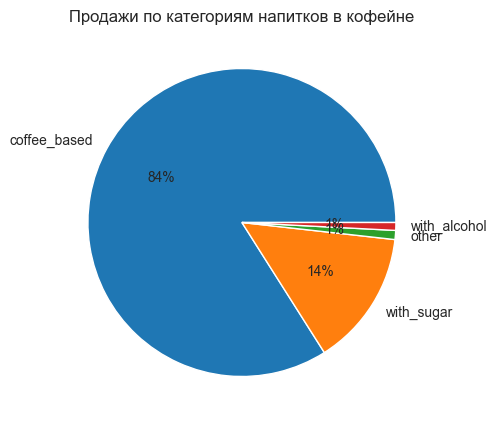 Продажи по категориям напитков в кофейне
coffee_based
84%
1%
with_alcohol
1%
other
14%
with_sugar